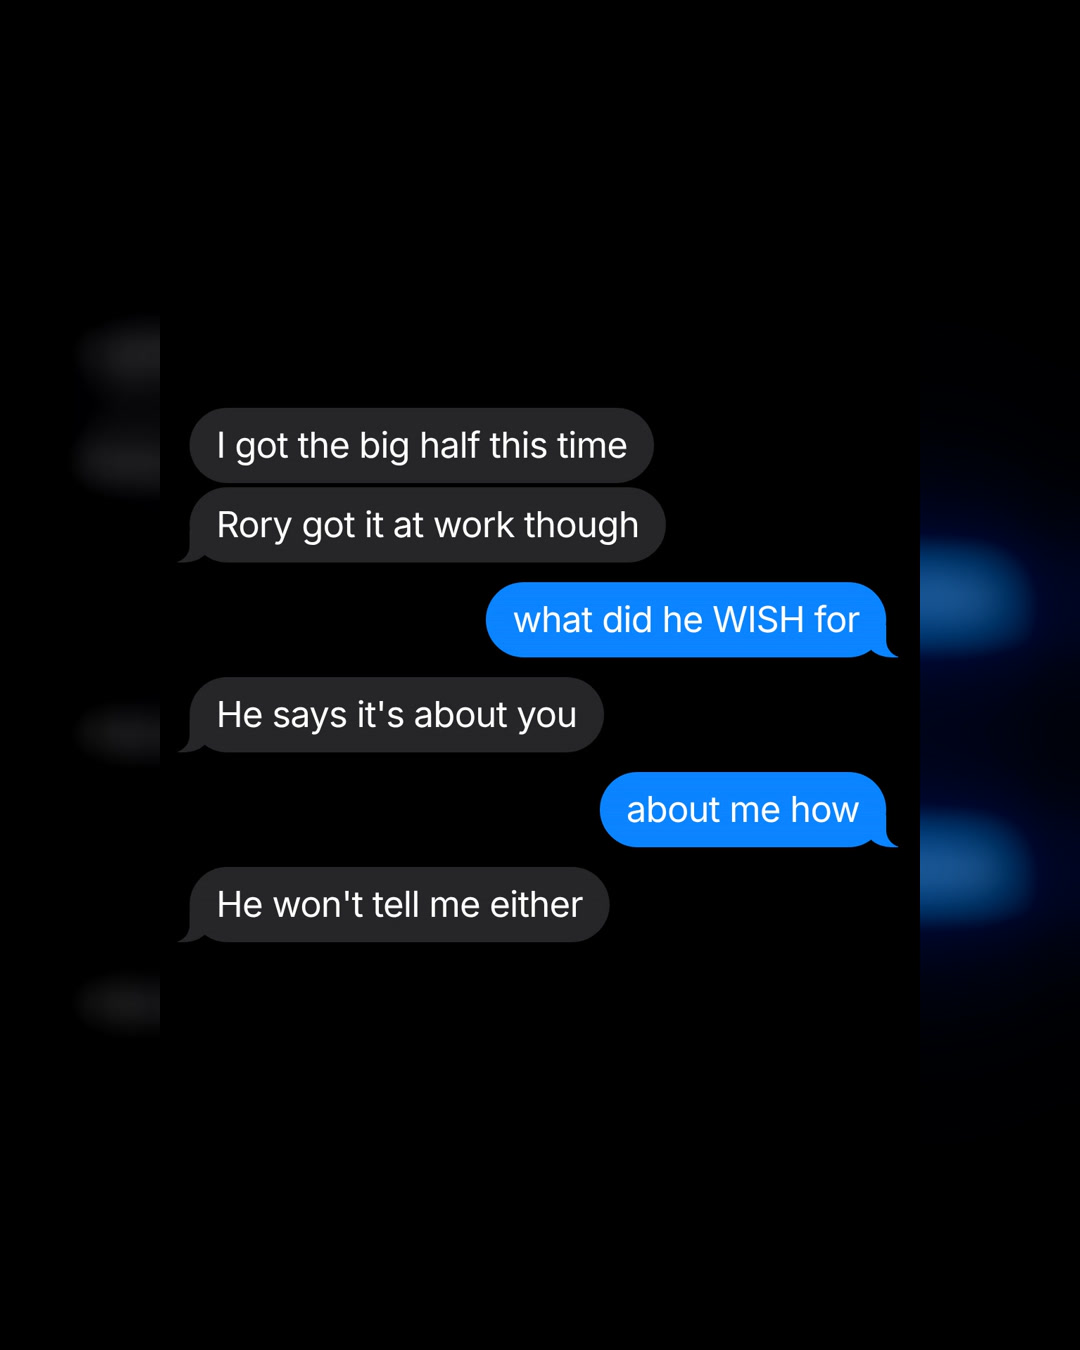 I got the big half this time
Rory got it at work though
what did he WISH for
He says it's about you
about me how
He won't tell me either